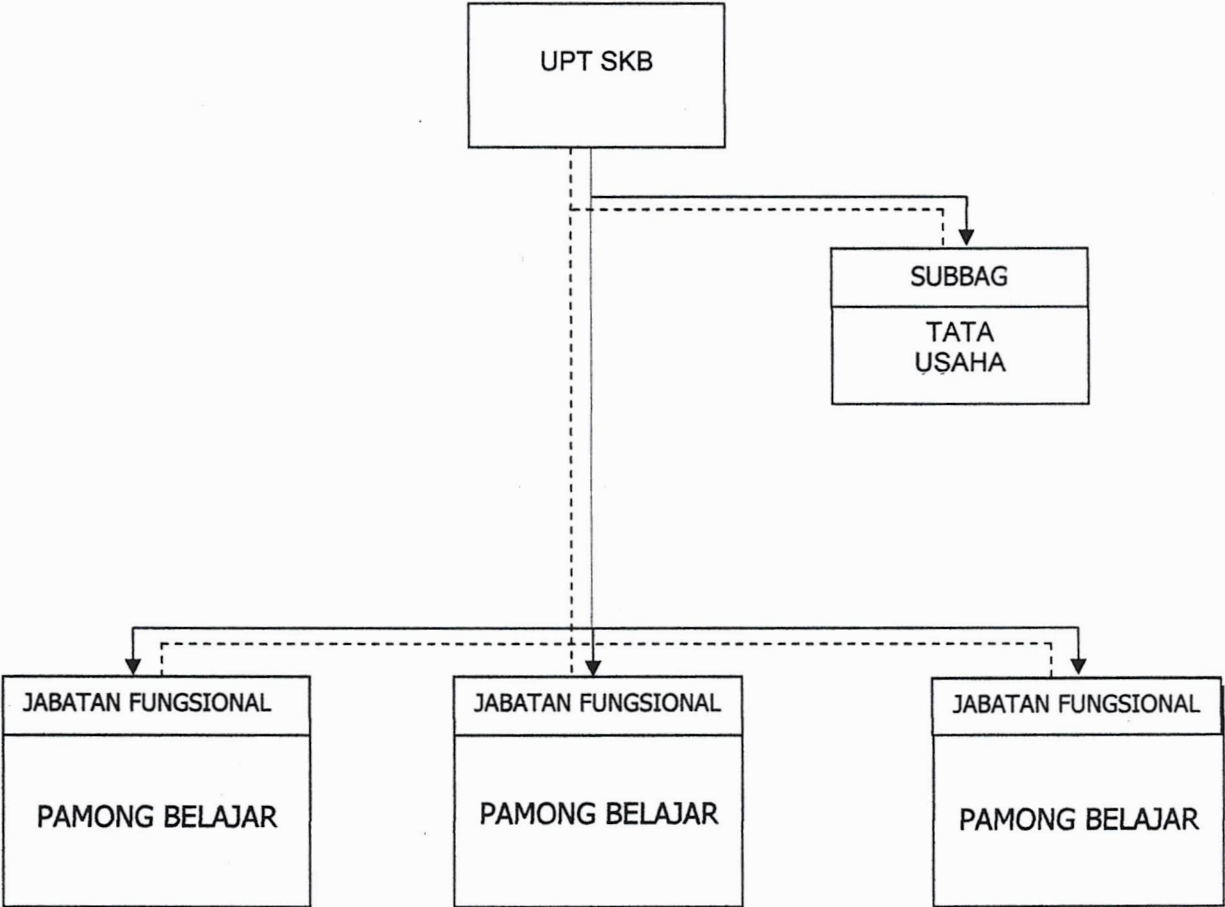 UPT SKB
SUBBAG
TATA
USAHA
JABATAN FUNGSIONAL
PAMONG BELAJAR
JABATAN FUNGSIONAL
PAMONG BELAJAR
JABATAN FUNGSIONAL
PAMONG BELAJAR